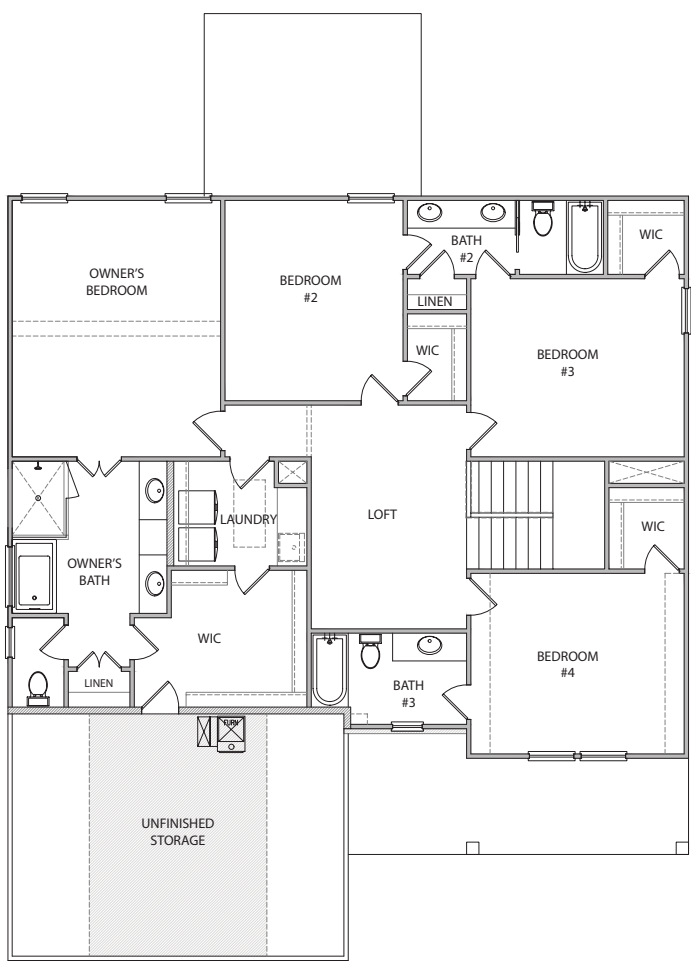 WIC
BATH
#2
OWNER'S
BEDROOM
BEDROOM
#2
LINEN
WIC
BEDROOM
#3
LOFT
LAUNDRY
WIC
OWNER'S
BATH
WIC
BEDROOM
#4
LINEN
BATH
#3
FURN
UNFINISHED
STORAGE